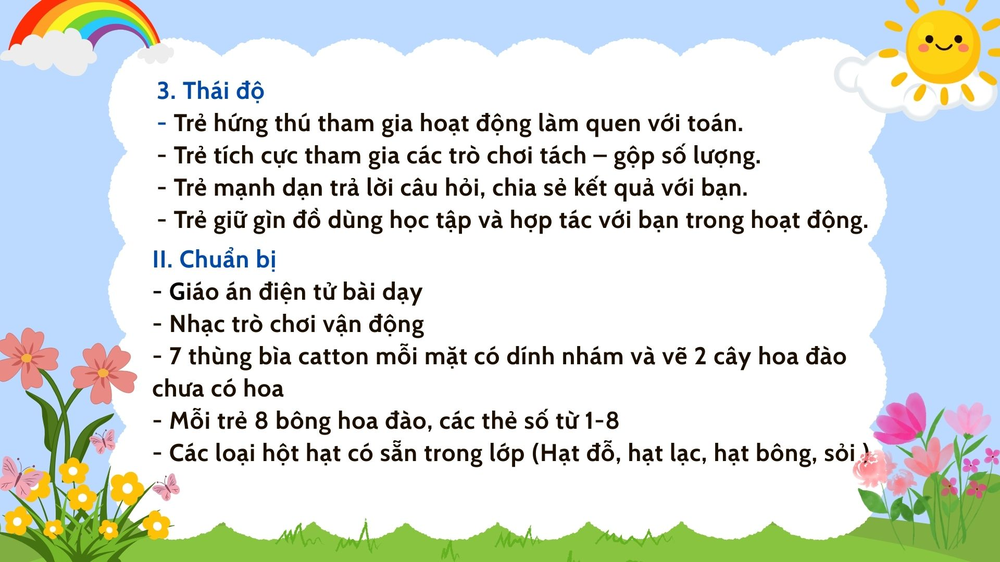 3. Thái độ
- Trẻ hứng thú tham gia hoạt động làm quen với toán.
- Trẻ tích cực tham gia các trò chơi tách – gộp số lượng.
- Trẻ mạnh dạn trả lời câu hỏi, chia sẻ kết quả với bạn.
- Trẻ giữ gìn đồ dùng học tập và hợp tác với bạn trong hoạt động.
II. Chuẩn bị
- Giáo án điện tử bài dạy
- Nhạc trò chơi vận động
- 7 thùng bìa catton mỗi mặt có dính nhám và vẽ 2 cây hoa đào
chưa có hoa
- Mỗi trẻ 8 bông hoa đào, các thẻ số từ 1-8
- Các loại hột hạt có sẵn trong lớp (Hạt đỗ, hạt lạc, hạt bông, sỏi )